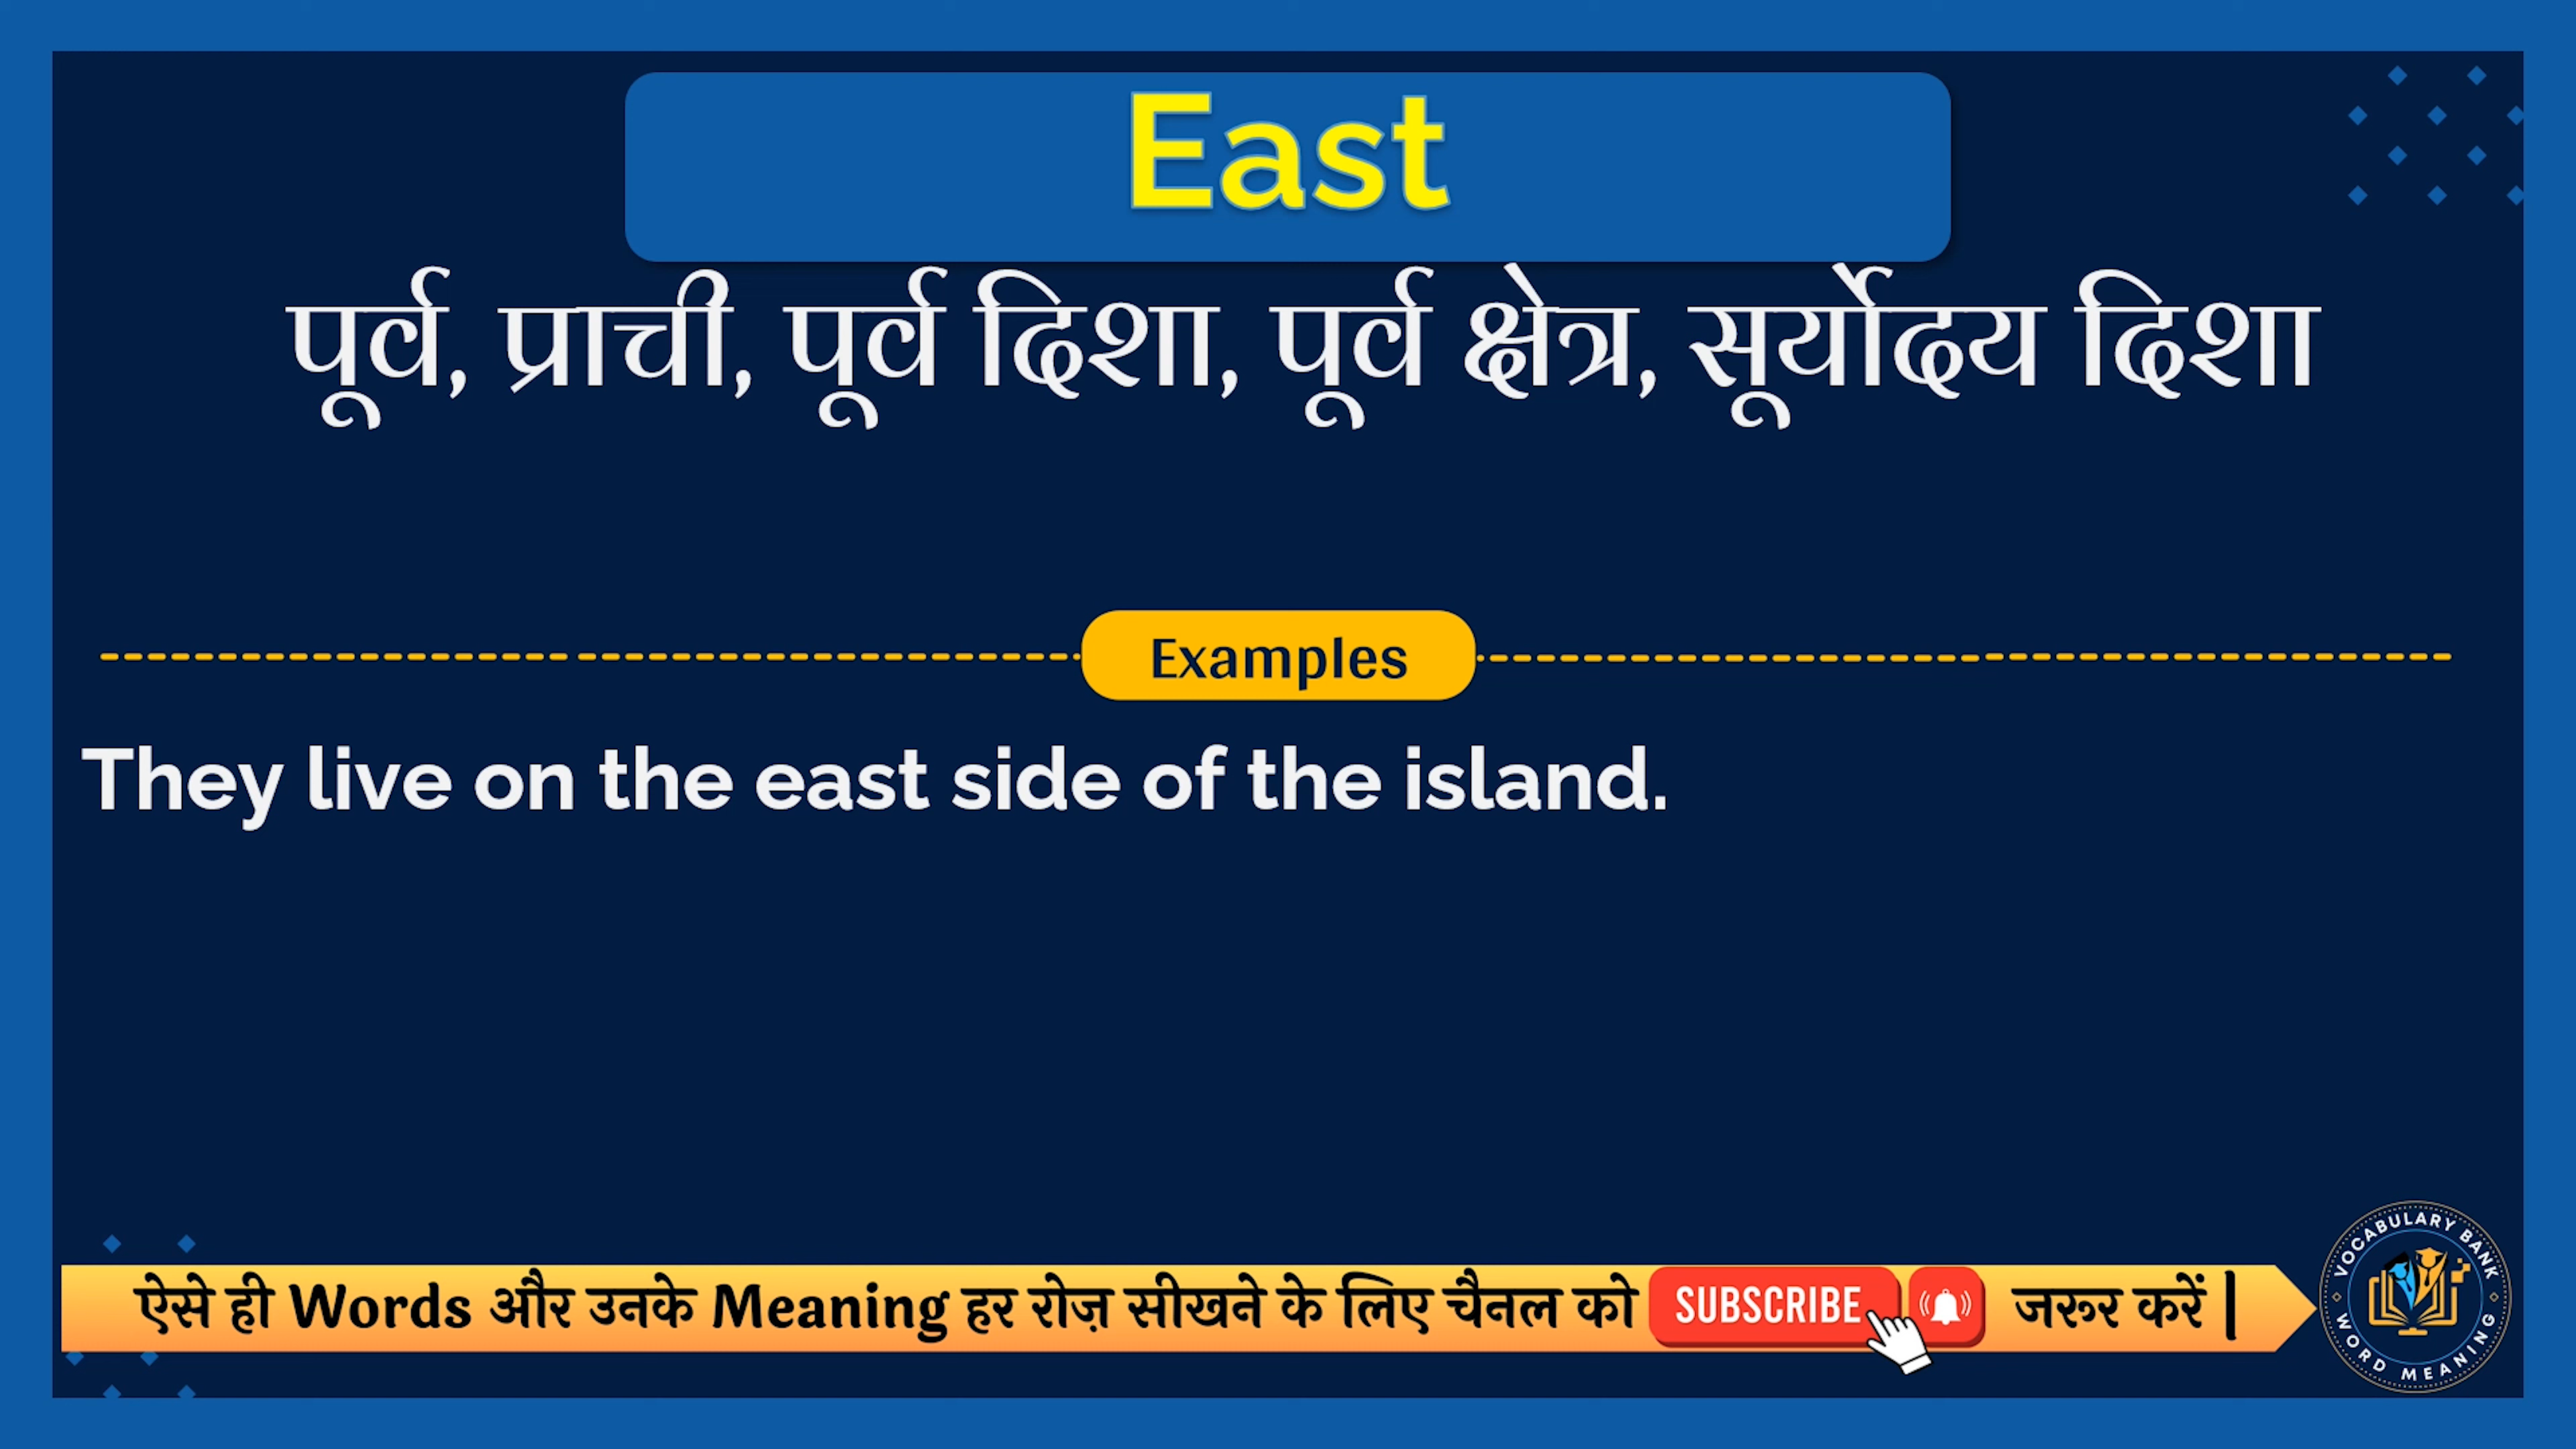 East
पूर्व, प्राची, पूर्व दिशा, पूर्व क्षेत्र, सूर्योदय दिशा
Examples
They live on the east side of the island.
ऐसे ही Words और उनके Meaning हर रोज़ सीखने के लिए चैनल को SUBSCRIBE जरूर करें |
VOCABULARY BANK
WORD MEANING